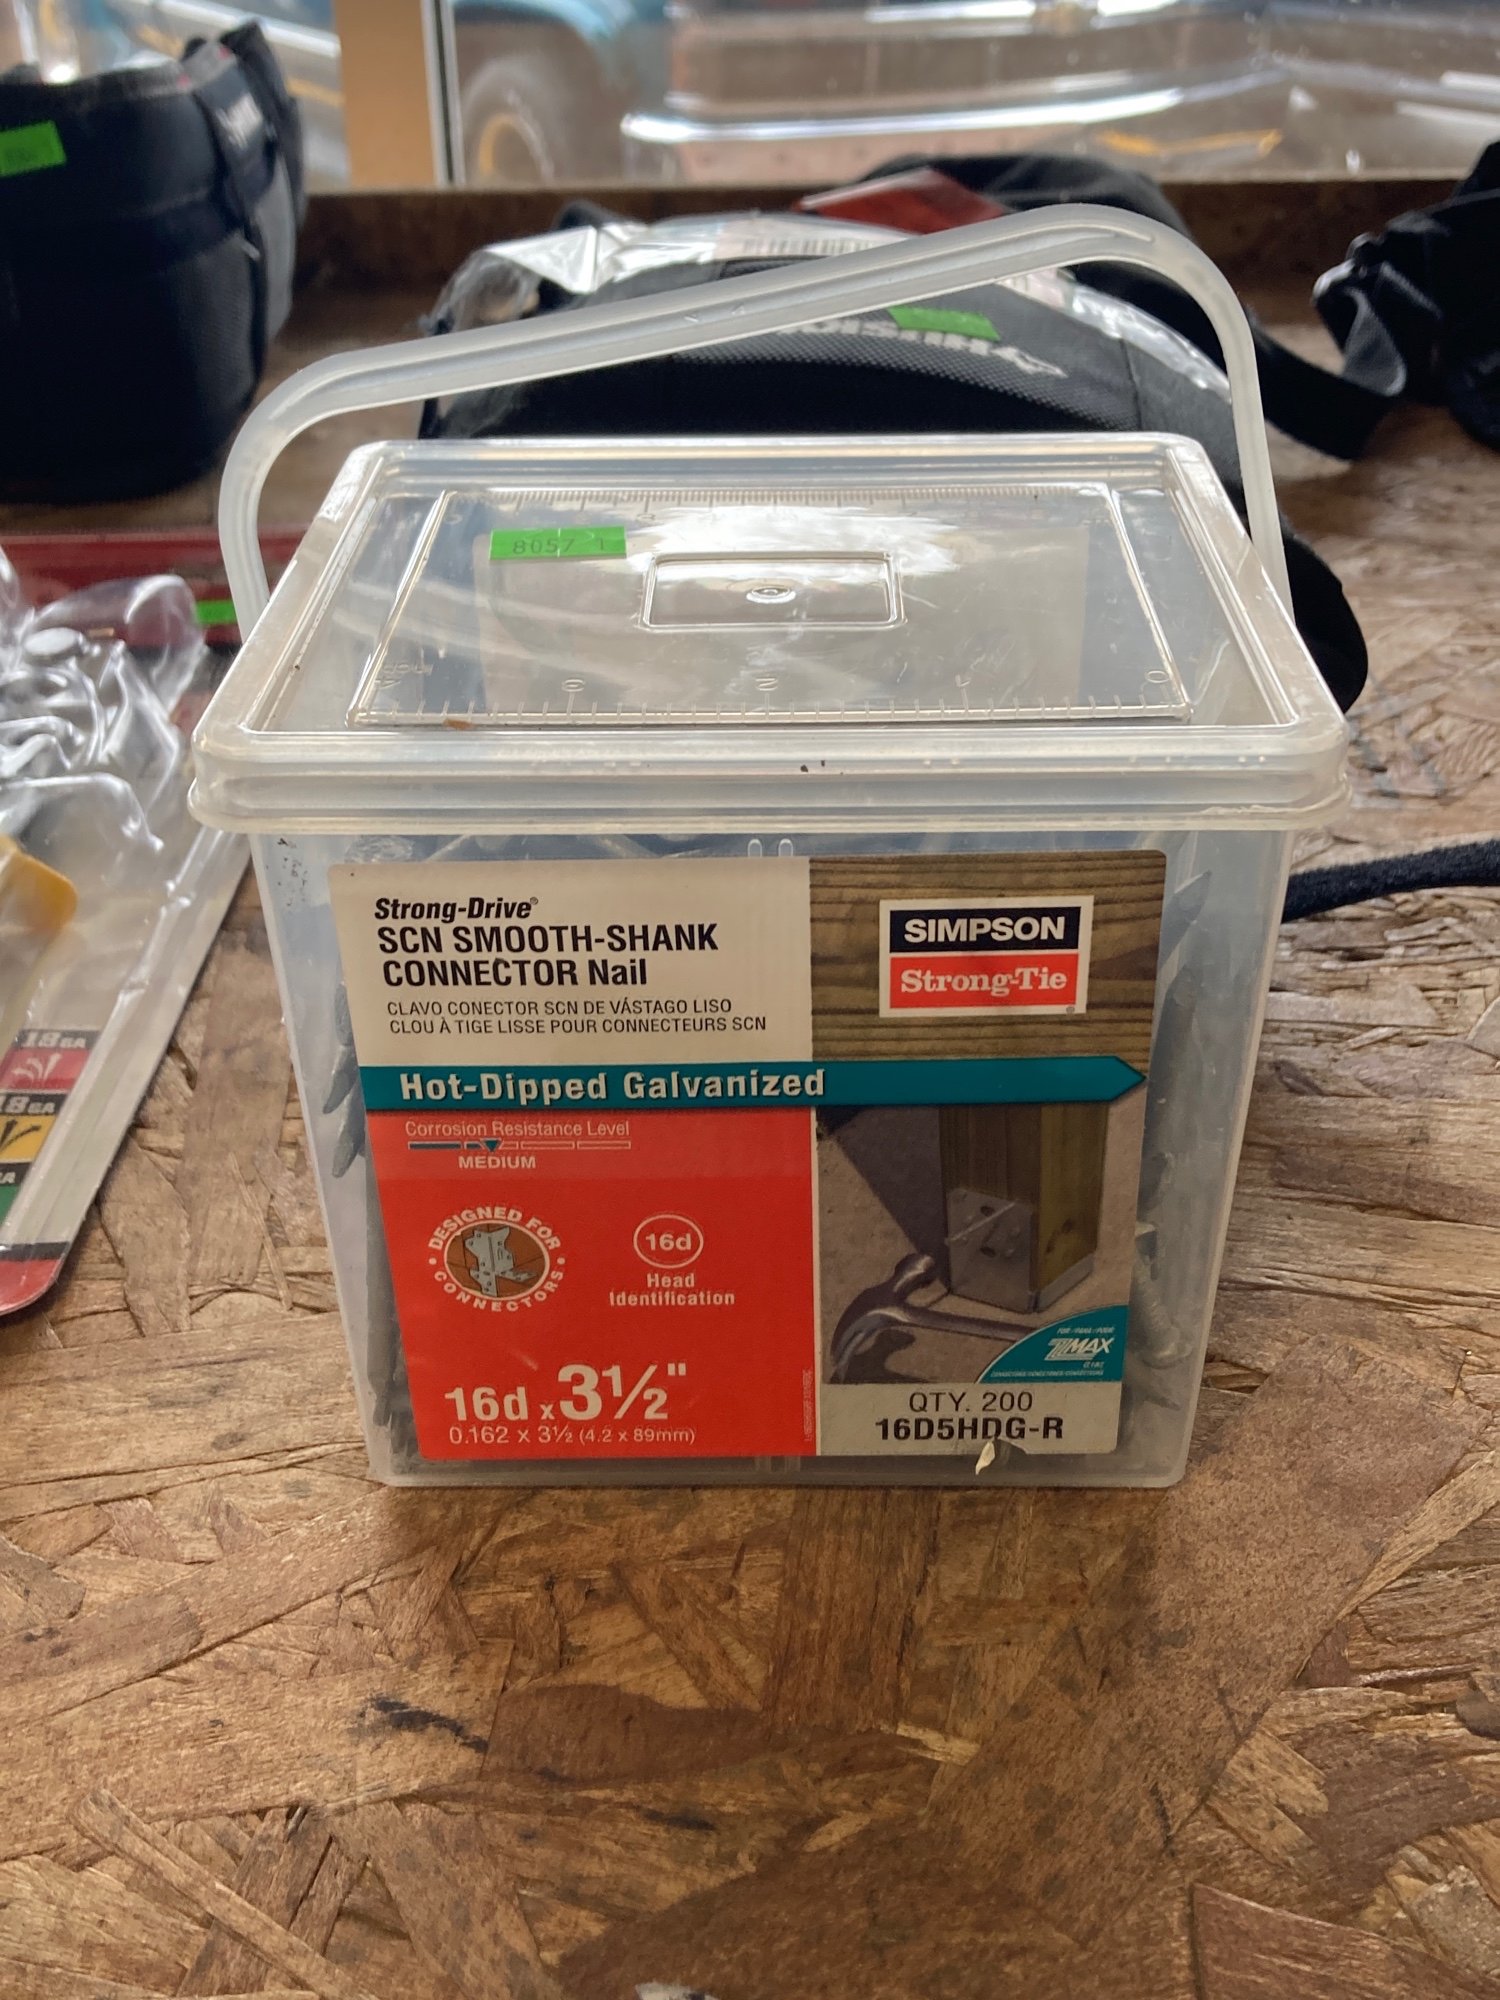 8057 1
Strong-Drive®
SCN SMOOTH-SHANK
CONNECTOR Nail
CLAVO CONECTOR SCN DE VÁSTAGO LISO
CLOU À TIGE LISSE POUR CONNECTEURS SCN
SIMPSON
Strong-Tie
Hot-Dipped Galvanized
Corrosion Resistance Level
MEDIUM
DESIGNED FOR
CONNECTORS
16d
Head
Identification
16d x 3½"
0.162 x 3½ (4.2 x 89mm)
ZMAX
QTY. 200
16D5HDG-R
18GA
18GA